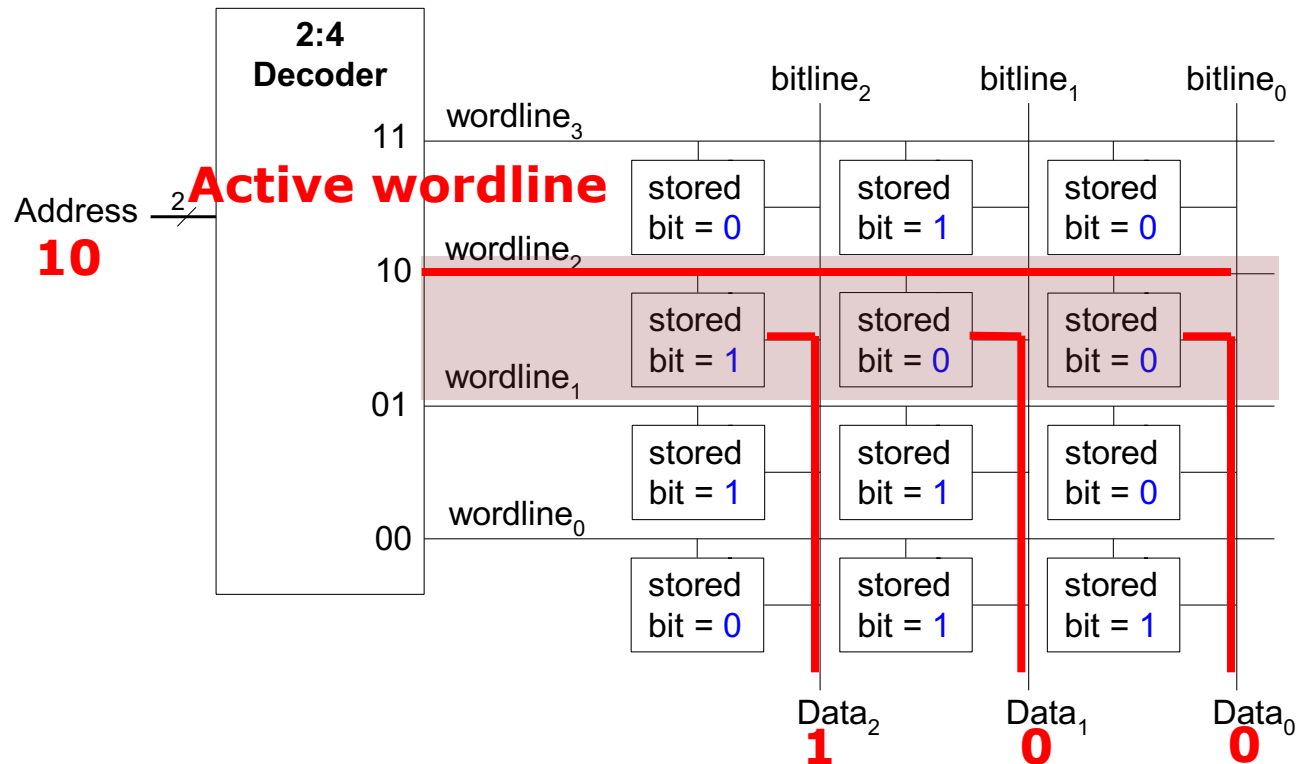 2:4
Decoder
bitline₂ bitline₁ bitline₀
wordline₃
11
Active wordline
stored stored stored
bit = 0 bit = 1 bit = 0
2
Address
10
wordline₂
10
stored stored stored
bit = 1 bit = 0 bit = 0
wordline₁
01
stored stored stored
bit = 1 bit = 1 bit = 0
wordline₀
00
stored stored stored
bit = 0 bit = 1 bit = 1
Data₂ Data₁ Data₀
1 0 0